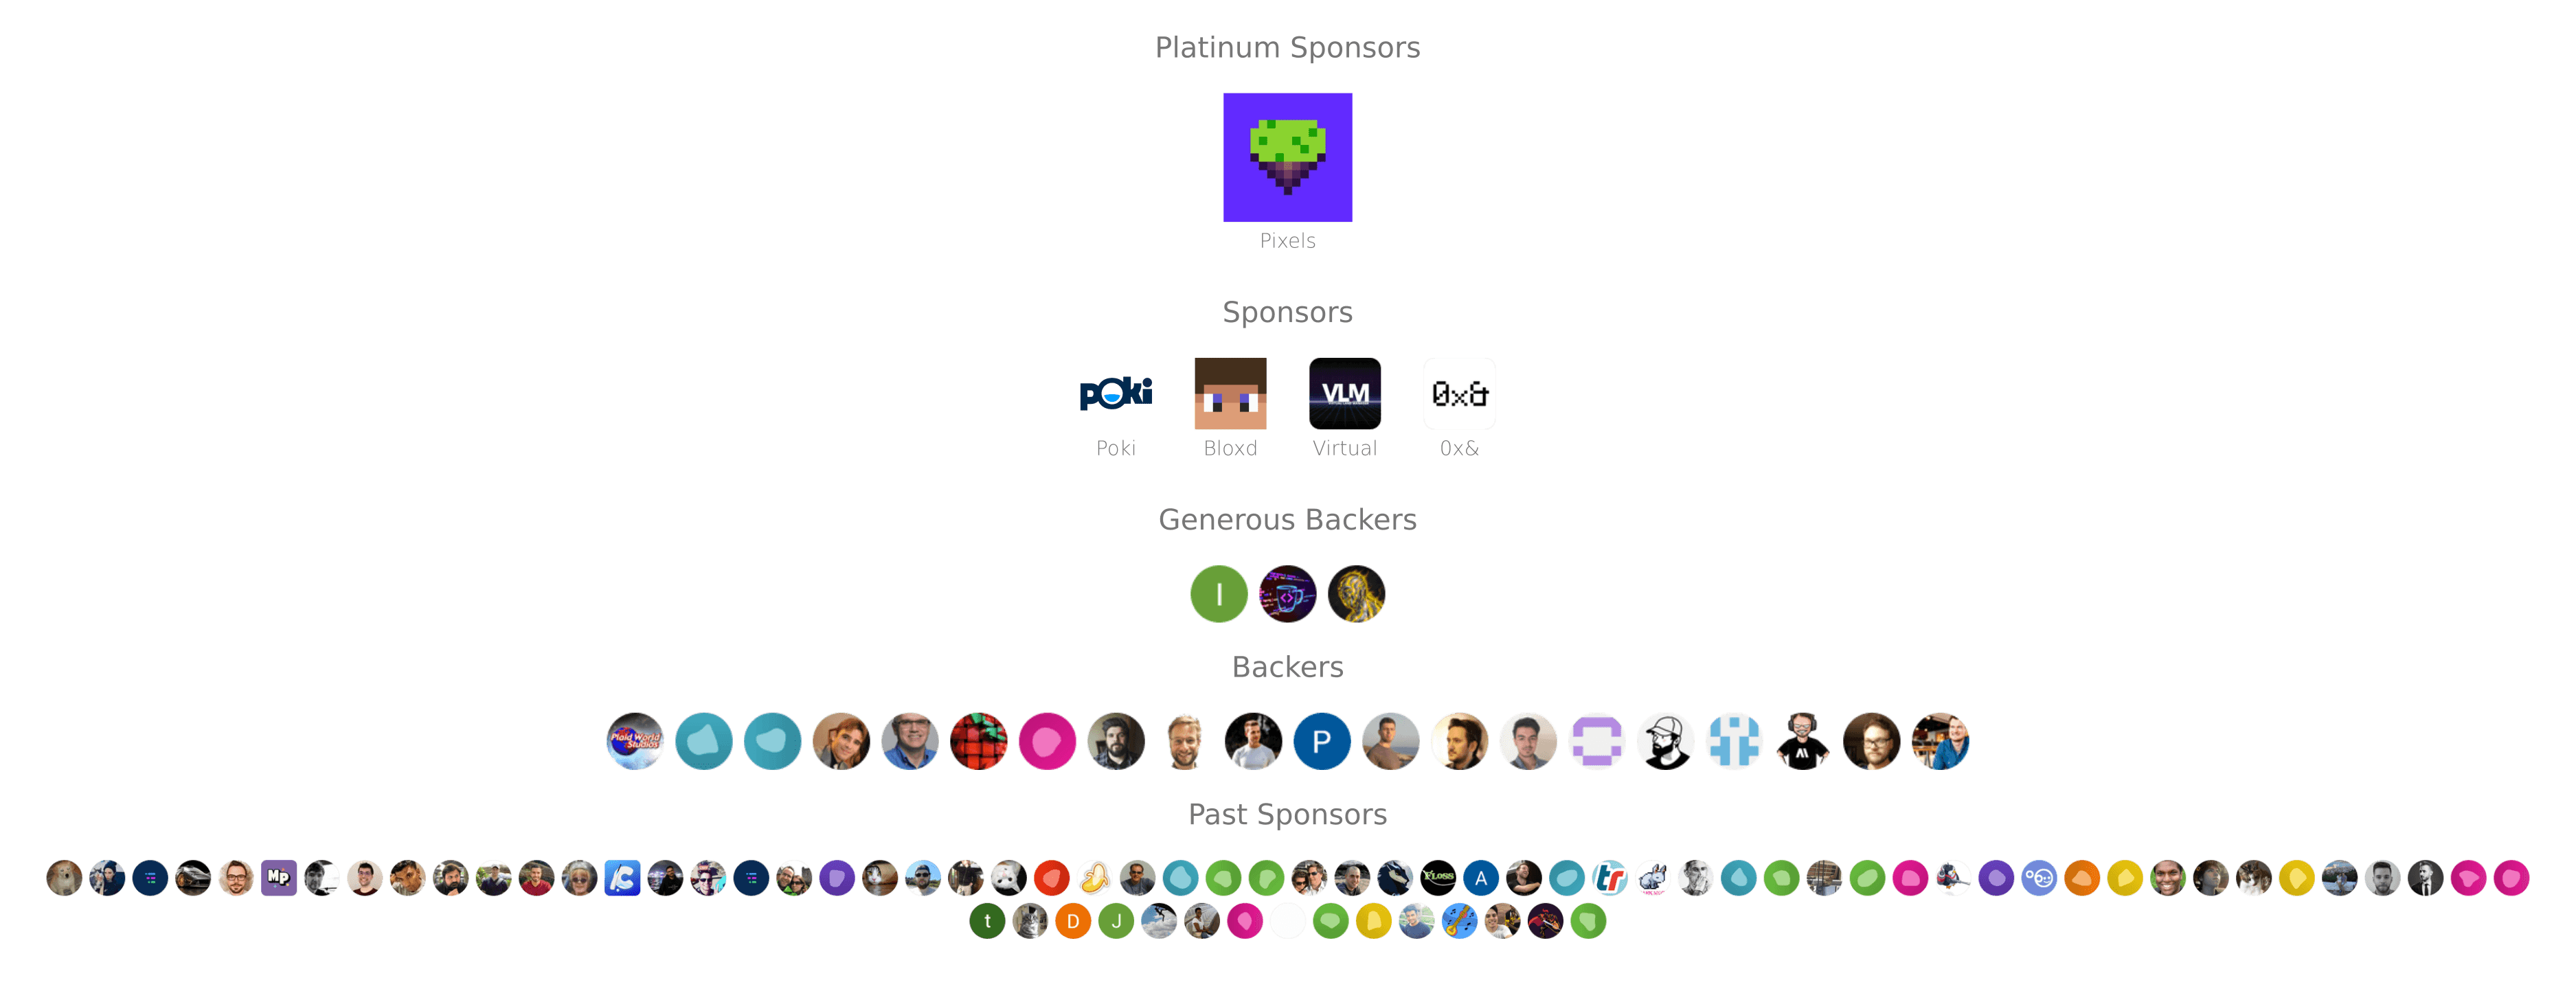 Platinum Sponsors
Pixels
Sponsors
poki VLM 0x&
Poki Bloxd Virtual 0x&
Generous Backers
I <>
Backers
Plaid World Studios P
Past Sponsors
MP C FLOSS A tr
t D J